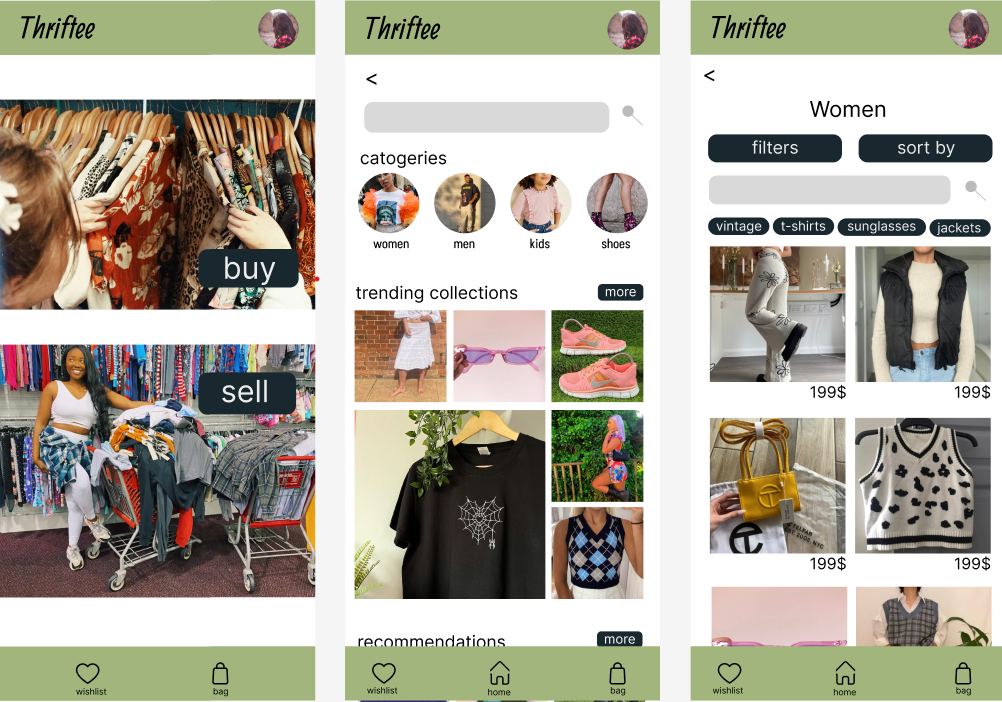 Thriftee
buy
sell
wishlist
bag
Thriftee
<
catogeries
women
men
kids
shoes
trending collections
more
recommendations
more
wishlist
home
bag
Thriftee
<
Women
filters
sort by
vintage
t-shirts
sunglasses
jackets
199$
199$
199$
199$
wishlist
home
bag